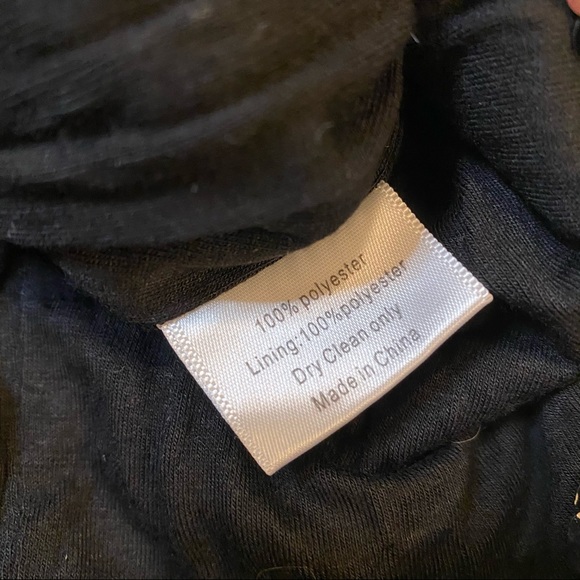 100% polyester
Lining:100%polyester
Dry Clean only
Made in China